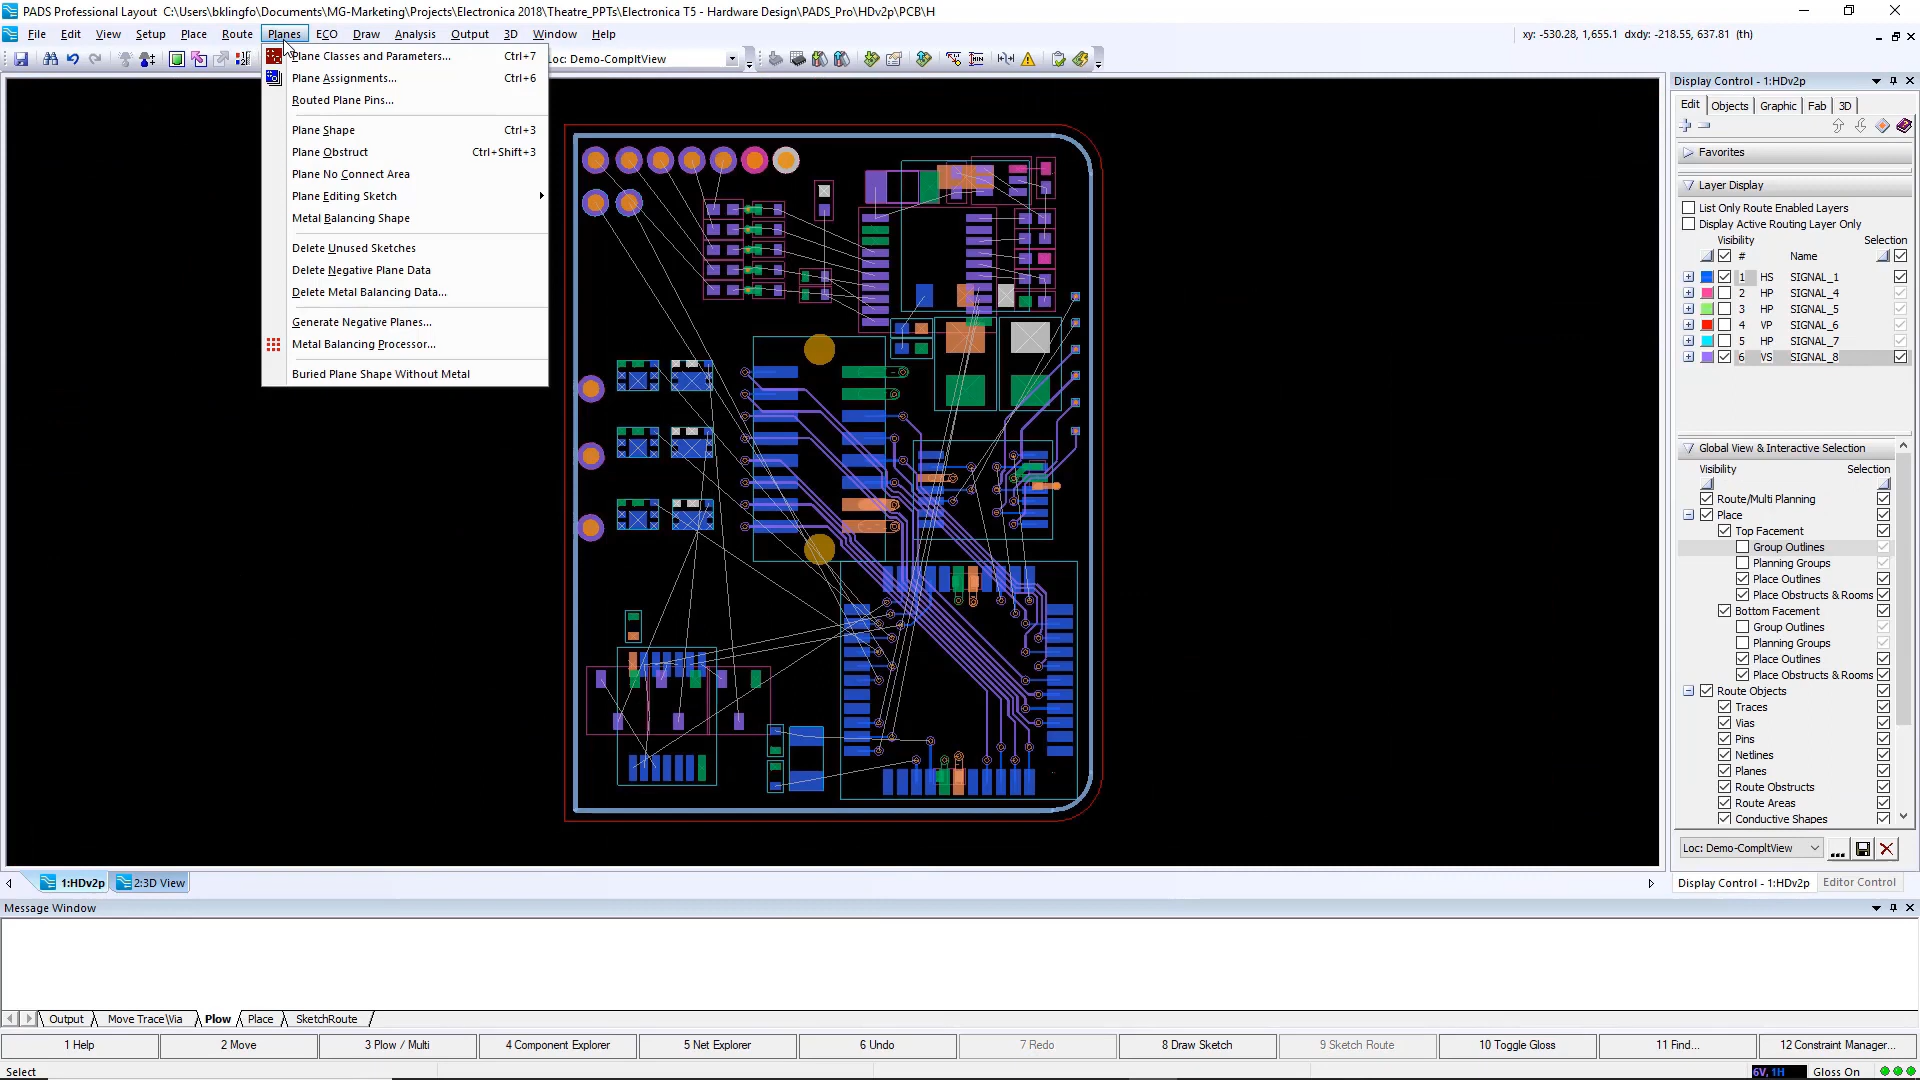 PADS Professional Layout  C:\Users\bklingfo\Documents\MG-Marketing\Projects\Electronica 2018\Theatre_PPTs\Electronica T5 - Hardware Design\PADS_Pro\HDv2p\PCB\H
File Edit View Setup Place Route Planes ECO Draw Analysis Output 3D Window Help
xy: -530.28, 1,655.1  dxdy: -218.55, 637.81  (th)
Loc: Demo-CompltView
Plane Classes and Parameters... Ctrl+7
Plane Assignments... Ctrl+6
Routed Plane Pins...
Plane Shape Ctrl+3
Plane Obstruct Ctrl+Shift+3
Plane No Connect Area
Plane Editing Sketch
Metal Balancing Shape
Delete Unused Sketches
Delete Negative Plane Data
Delete Metal Balancing Data...
Generate Negative Planes...
Metal Balancing Processor...
Buried Plane Shape Without Metal
Display Control - 1:HDv2p
Edit Objects Graphic Fab 3D
Favorites
Layer Display
List Only Route Enabled Layers
Display Active Routing Layer Only
Visibility Selection
# Name
1 HS SIGNAL_1
2 HP SIGNAL_4
3 HP SIGNAL_5
4 VP SIGNAL_6
5 HP SIGNAL_7
6 VS SIGNAL_8
Global View & Interactive Selection
Visibility Selection
Route/Multi Planning
Place
Top Facement
Group Outlines
Planning Groups
Place Outlines
Place Obstructs & Rooms
Bottom Facement
Group Outlines
Planning Groups
Place Outlines
Place Obstructs & Rooms
Route Objects
Traces
Vias
Pins
Netlines
Planes
Route Obstructs
Route Areas
Conductive Shapes
Loc: Demo-CompltView
...
Display Control - 1:HDv2p Editor Control
1:HDv2p 2:3D View
Message Window
Output Move Trace\Via Plow Place SketchRoute
1 Help 2 Move 3 Plow / Multi 4 Component Explorer 5 Net Explorer 6 Undo 7 Redo 8 Draw Sketch 9 Sketch Route 10 Toggle Gloss 11 Find... 12 Constraint Manager...
Select 6V, 1H Gloss On